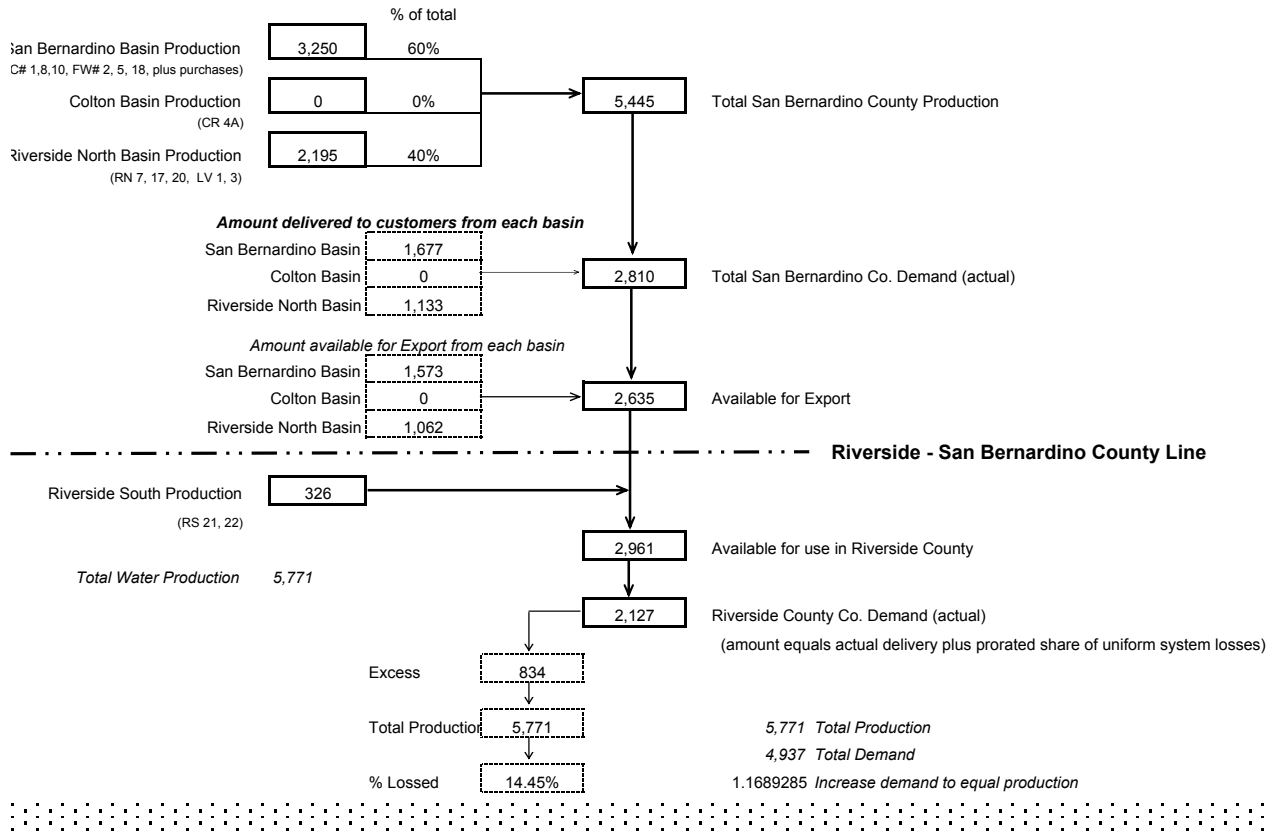 % of total
San Bernardino Basin Production 3,250 60%
C# 1,8,10, FW# 2, 5, 18, plus purchases)
Colton Basin Production 0 0% 5,445 Total San Bernardino County Production
(CR 4A)
Riverside North Basin Production 2,195 40%
(RN 7, 17, 20, LV 1, 3)
Amount delivered to customers from each basin
San Bernardino Basin 1,677
Colton Basin 0 2,810 Total San Bernardino Co. Demand (actual)
Riverside North Basin 1,133
Amount available for Export from each basin
San Bernardino Basin 1,573
Colton Basin 0 2,635 Available for Export
Riverside North Basin 1,062
Riverside - San Bernardino County Line
Riverside South Production 326
(RS 21, 22)
2,961 Available for use in Riverside County
Total Water Production 5,771
2,127 Riverside County Co. Demand (actual)
(amount equals actual delivery plus prorated share of uniform system losses)
Excess 834
Total Production 5,771 5,771 Total Production
4,937 Total Demand
% Lossed 14.45% 1.1689285 Increase demand to equal production